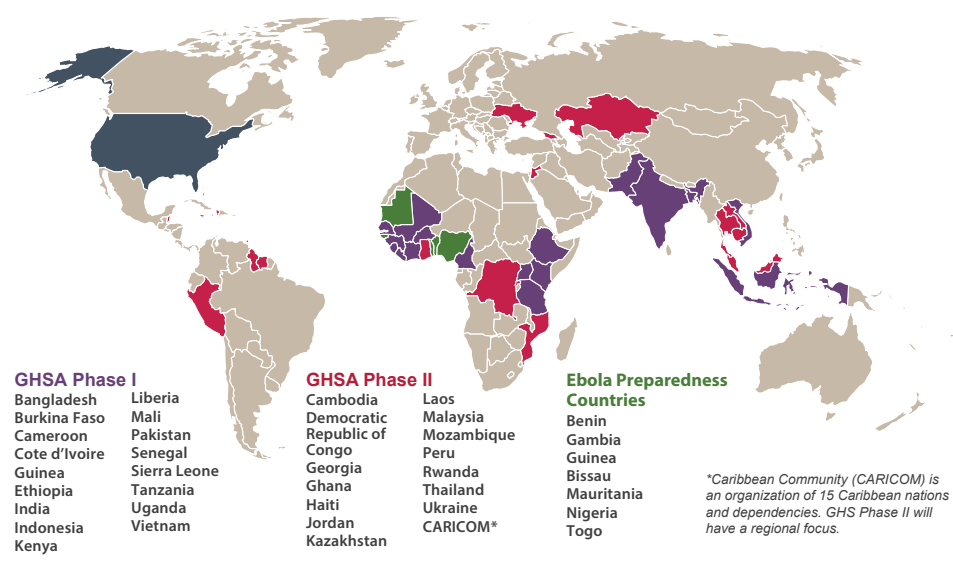 GHSA Phase I
Bangladesh
Burkina Faso
Cameroon
Cote d'Ivoire
Guinea
Ethiopia
India
Indonesia
Kenya
Liberia
Mali
Pakistan
Senegal
Sierra Leone
Tanzania
Uganda
Vietnam
GHSA Phase II
Cambodia
Democratic
Republic of
Congo
Georgia
Ghana
Haiti
Jordan
Kazakhstan
Laos
Malaysia
Mozambique
Peru
Rwanda
Thailand
Ukraine
CARICOM*
Ebola Preparedness
Countries
Benin
Gambia
Guinea
Bissau
Mauritania
Nigeria
Togo
*Caribbean Community (CARICOM) is
an organization of 15 Caribbean nations
and dependencies. GHS Phase II will
have a regional focus.